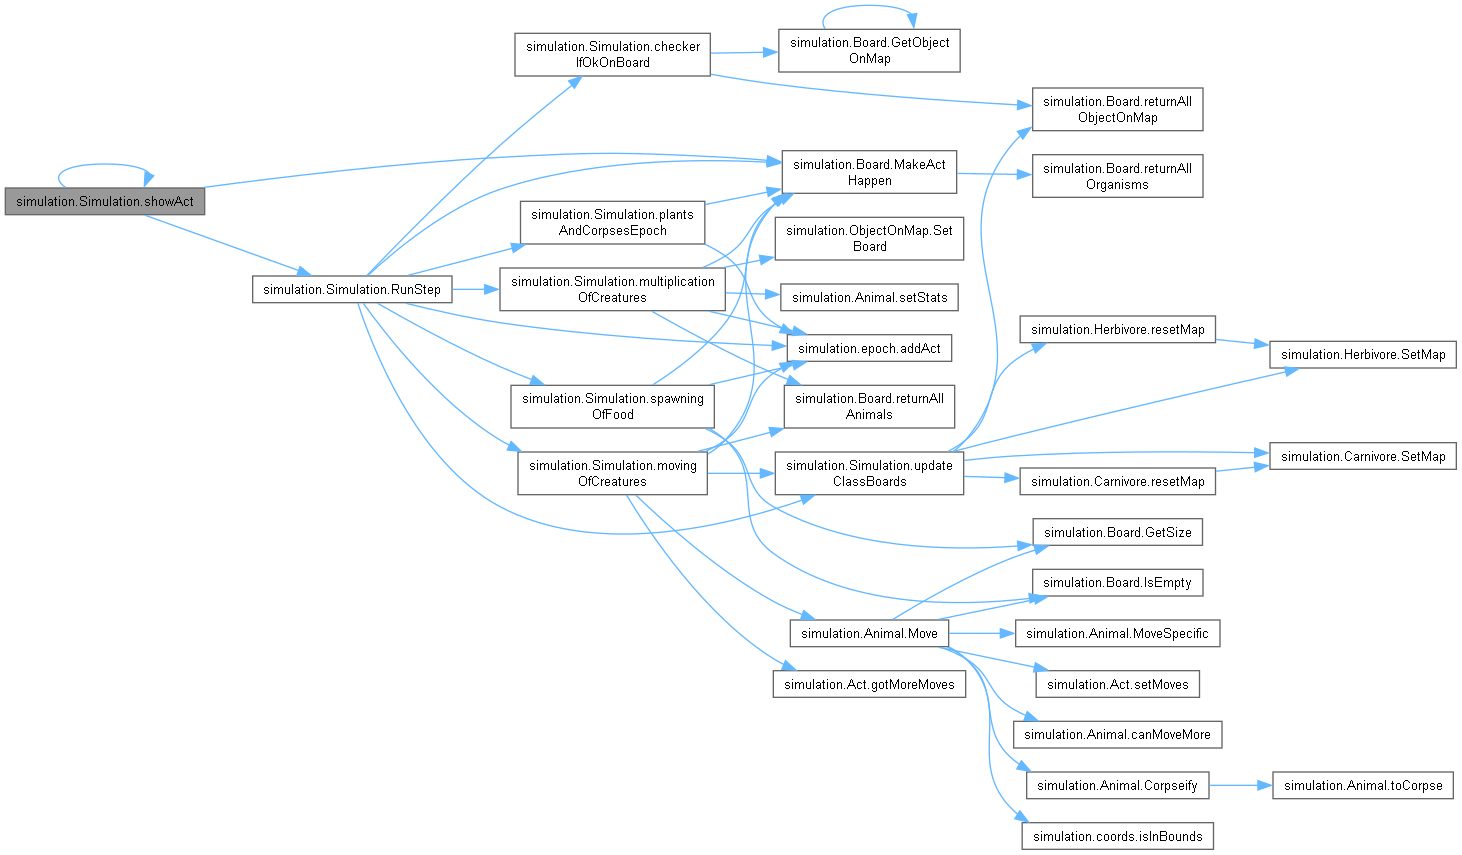 simulation.Simulation.showAct
simulation.Simulation.RunStep
simulation.Simulation.checker
IfOkOnBoard
simulation.Simulation.plants
AndCorpsesEpoch
simulation.Simulation.multiplication
OfCreatures
simulation.Simulation.spawning
OfFood
simulation.Simulation.moving
OfCreatures
simulation.Board.GetObject
OnMap
simulation.Board.MakeAct
Happen
simulation.ObjectOnMap.Set
Board
simulation.Animal.setStats
simulation.epoch.addAct
simulation.Board.returnAll
Animals
simulation.Simulation.update
ClassBoards
simulation.Animal.Move
simulation.Act.gotMoreMoves
simulation.Board.returnAll
ObjectOnMap
simulation.Board.returnAll
Organisms
simulation.Herbivore.resetMap
simulation.Carnivore.resetMap
simulation.Board.GetSize
simulation.Board.IsEmpty
simulation.Animal.MoveSpecific
simulation.Act.setMoves
simulation.Animal.canMoveMore
simulation.Animal.Corpseify
simulation.coords.isInBounds
simulation.Herbivore.SetMap
simulation.Carnivore.SetMap
simulation.Animal.toCorpse